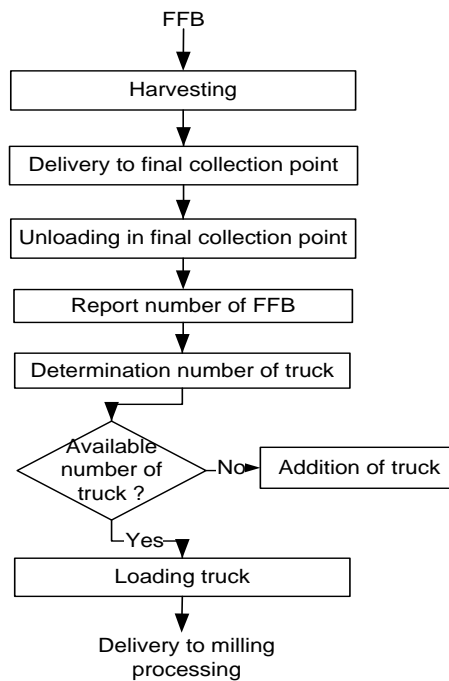 FFB
Harvesting
Delivery to final collection point
Unloading in final collection point
Report number of FFB
Determination number of truck
Available
number of
truck ?
No
Addition of truck
Yes
Loading truck
Delivery to milling
processing